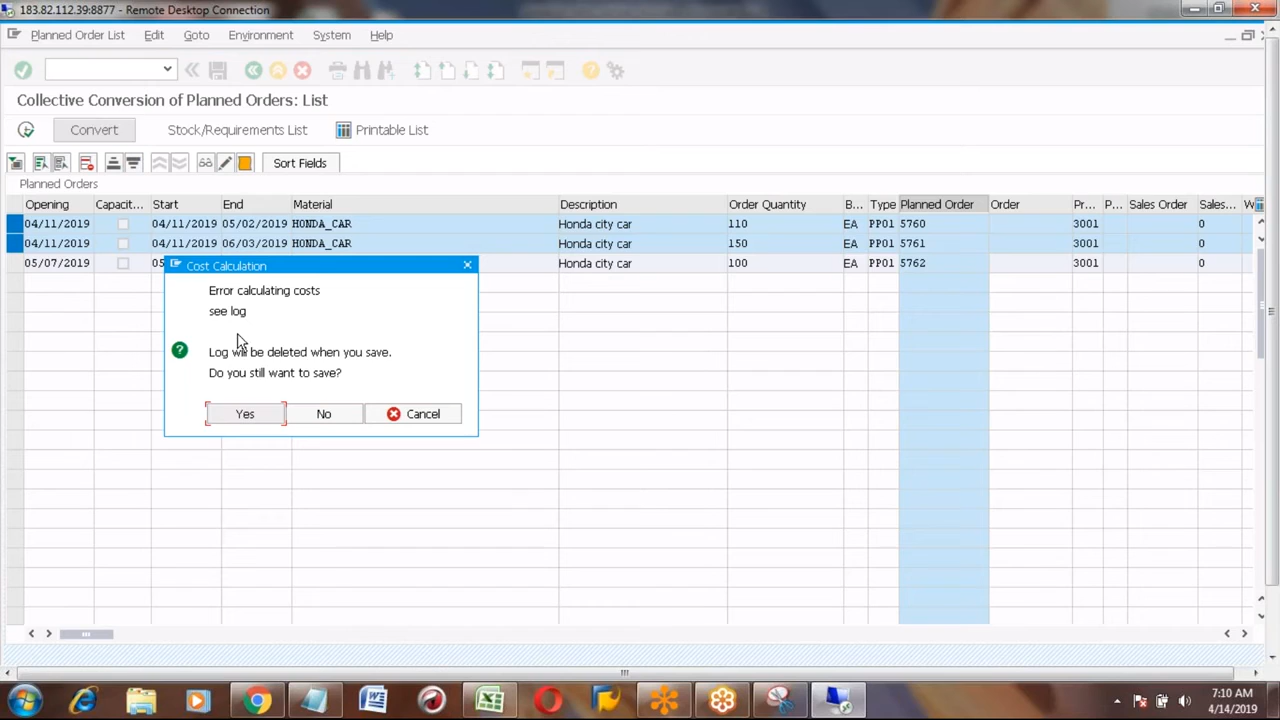 183.82.112.39:8877 - Remote Desktop Connection
Planned Order List Edit Goto Environment System Help
Collective Conversion of Planned Orders: List
Convert Stock/Requirements List Printable List
Sort Fields
Planned Orders
Opening Capacit... Start End Material Description Order Quantity B... Type Planned Order Order Pr... P... Sales Order Sales... W
04/11/2019 04/11/2019 05/02/2019 HONDA_CAR Honda city car 110 EA PP01 5760 3001 0
04/11/2019 04/11/2019 06/03/2019 HONDA_CAR Honda city car 150 EA PP01 5761 3001 0
05/07/2019 05 Honda city car 100 EA PP01 5762 3001 0
Cost Calculation
Error calculating costs
see log
Log will be deleted when you save.
Do you still want to save?
Yes No Cancel
7:10 AM
4/14/2019